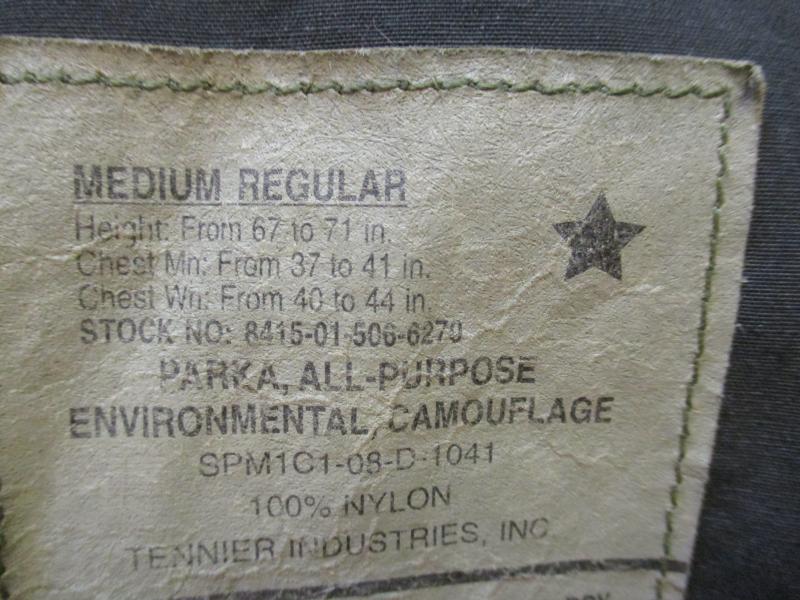 MEDIUM REGULAR
Height: From 67 to 71 in.
Chest Mn: From 37 to 41 in.
Chest Wn: From 40 to 44 in.
STOCK NO: 8415-01-506-6270
PARKA, ALL-PURPOSE
ENVIRONMENTAL, CAMOUFLAGE
SPM1C1-08-D-1041
100% NYLON
TENNIER INDUSTRIES, INC